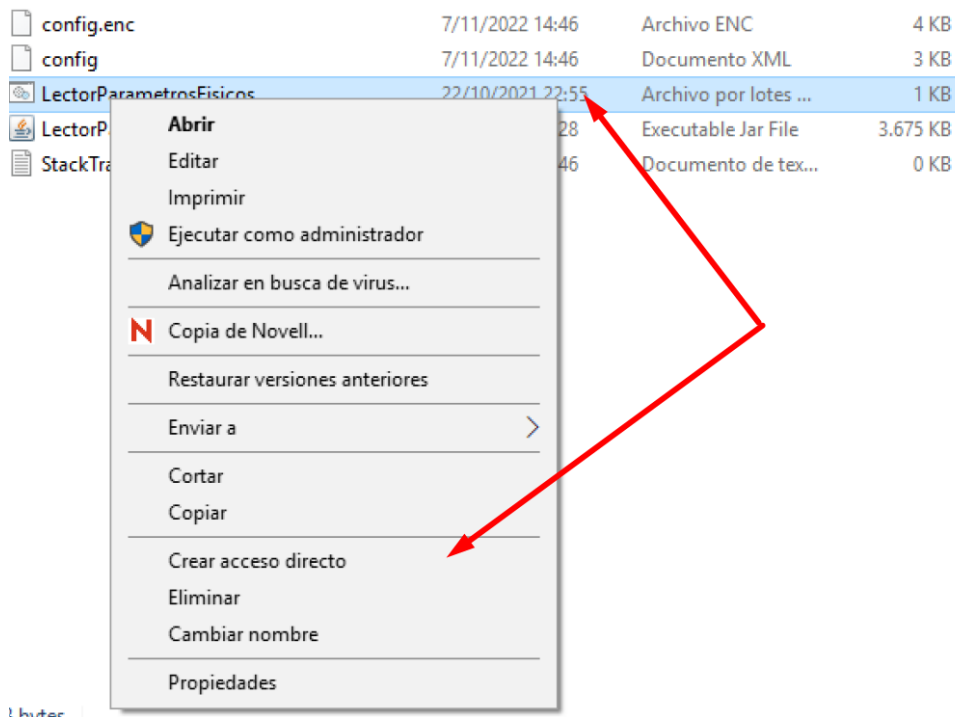 config.enc 7/11/2022 14:46 Archivo ENC 4 KB
config 7/11/2022 14:46 Documento XML 3 KB
LectorParametrosFisicos 22/10/2021 22:55 Archivo por lotes ... 1 KB
LectorP 28 Executable Jar File 3.675 KB
StackTra 46 Documento de tex... 0 KB
Abrir
Editar
Imprimir
Ejecutar como administrador
Analizar en busca de virus...
N Copia de Novell...
Restaurar versiones anteriores
Enviar a
Cortar
Copiar
Crear acceso directo
Eliminar
Cambiar nombre
Propiedades
bytes